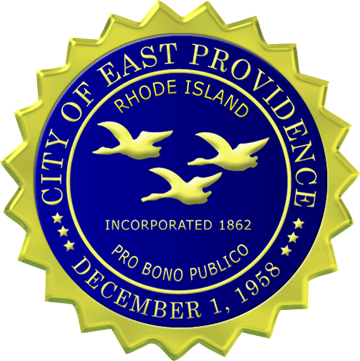 CITY OF EAST PROVIDENCE
RHODE ISLAND
INCORPORATED 1862
PRO BONO PUBLICO
DECEMBER 1, 1958